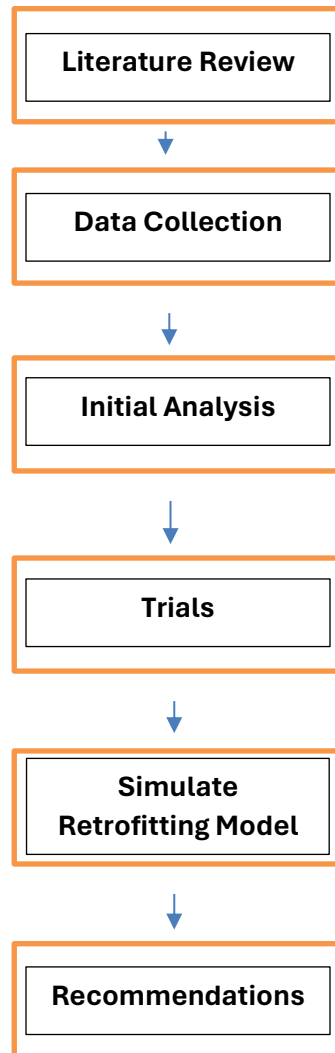 Literature Review
Data Collection
Initial Analysis
Trials
Simulate
Retrofitting Model
Recommendations